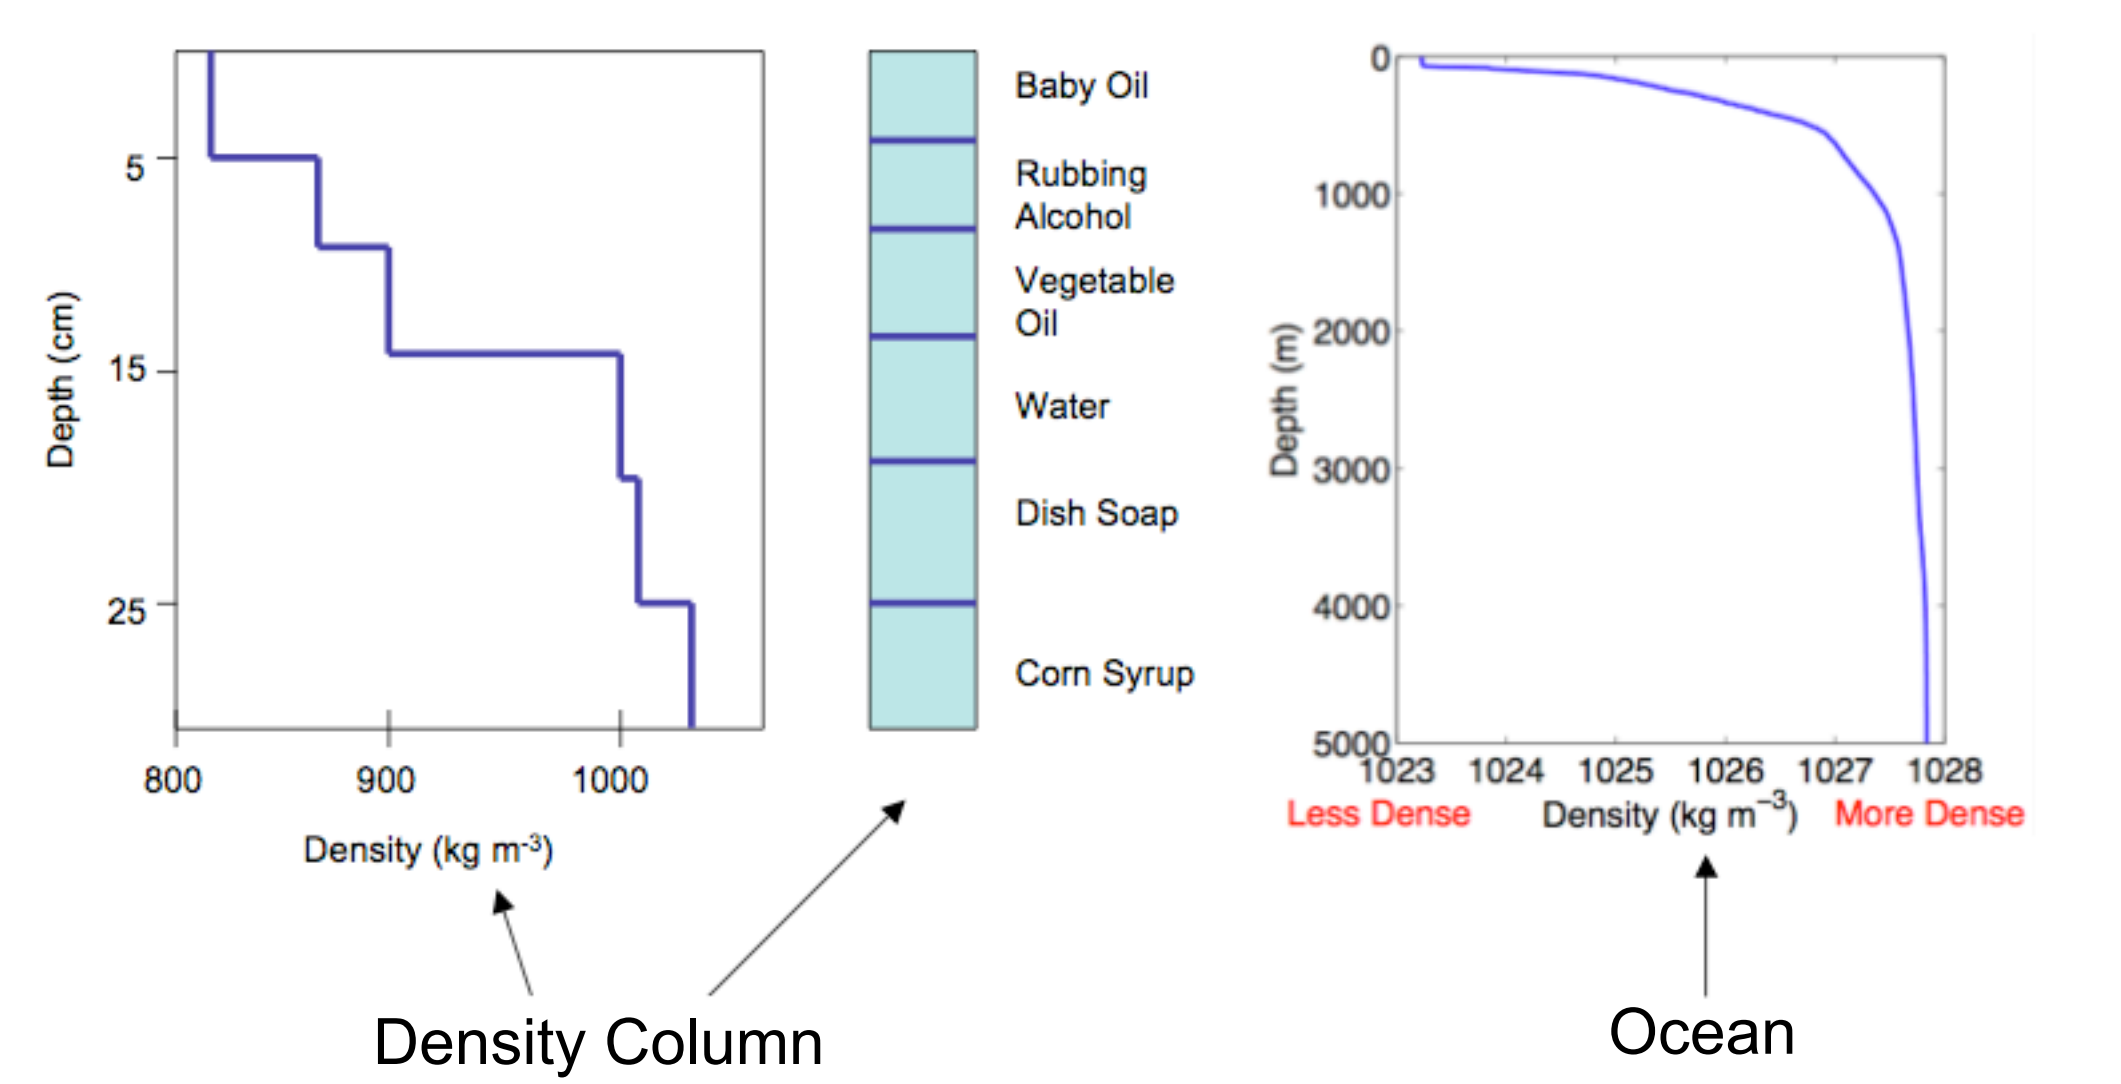 Depth (cm)
5
15
25
800
900
1000
Density (kg m-3)
Baby Oil
Rubbing
Alcohol
Vegetable
Oil
Water
Dish Soap
Corn Syrup
Density Column
Depth (m)
0
1000
2000
3000
4000
5000
1023
1024
1025
1026
1027
1028
Less Dense
Density (kg m−3)
More Dense
Ocean